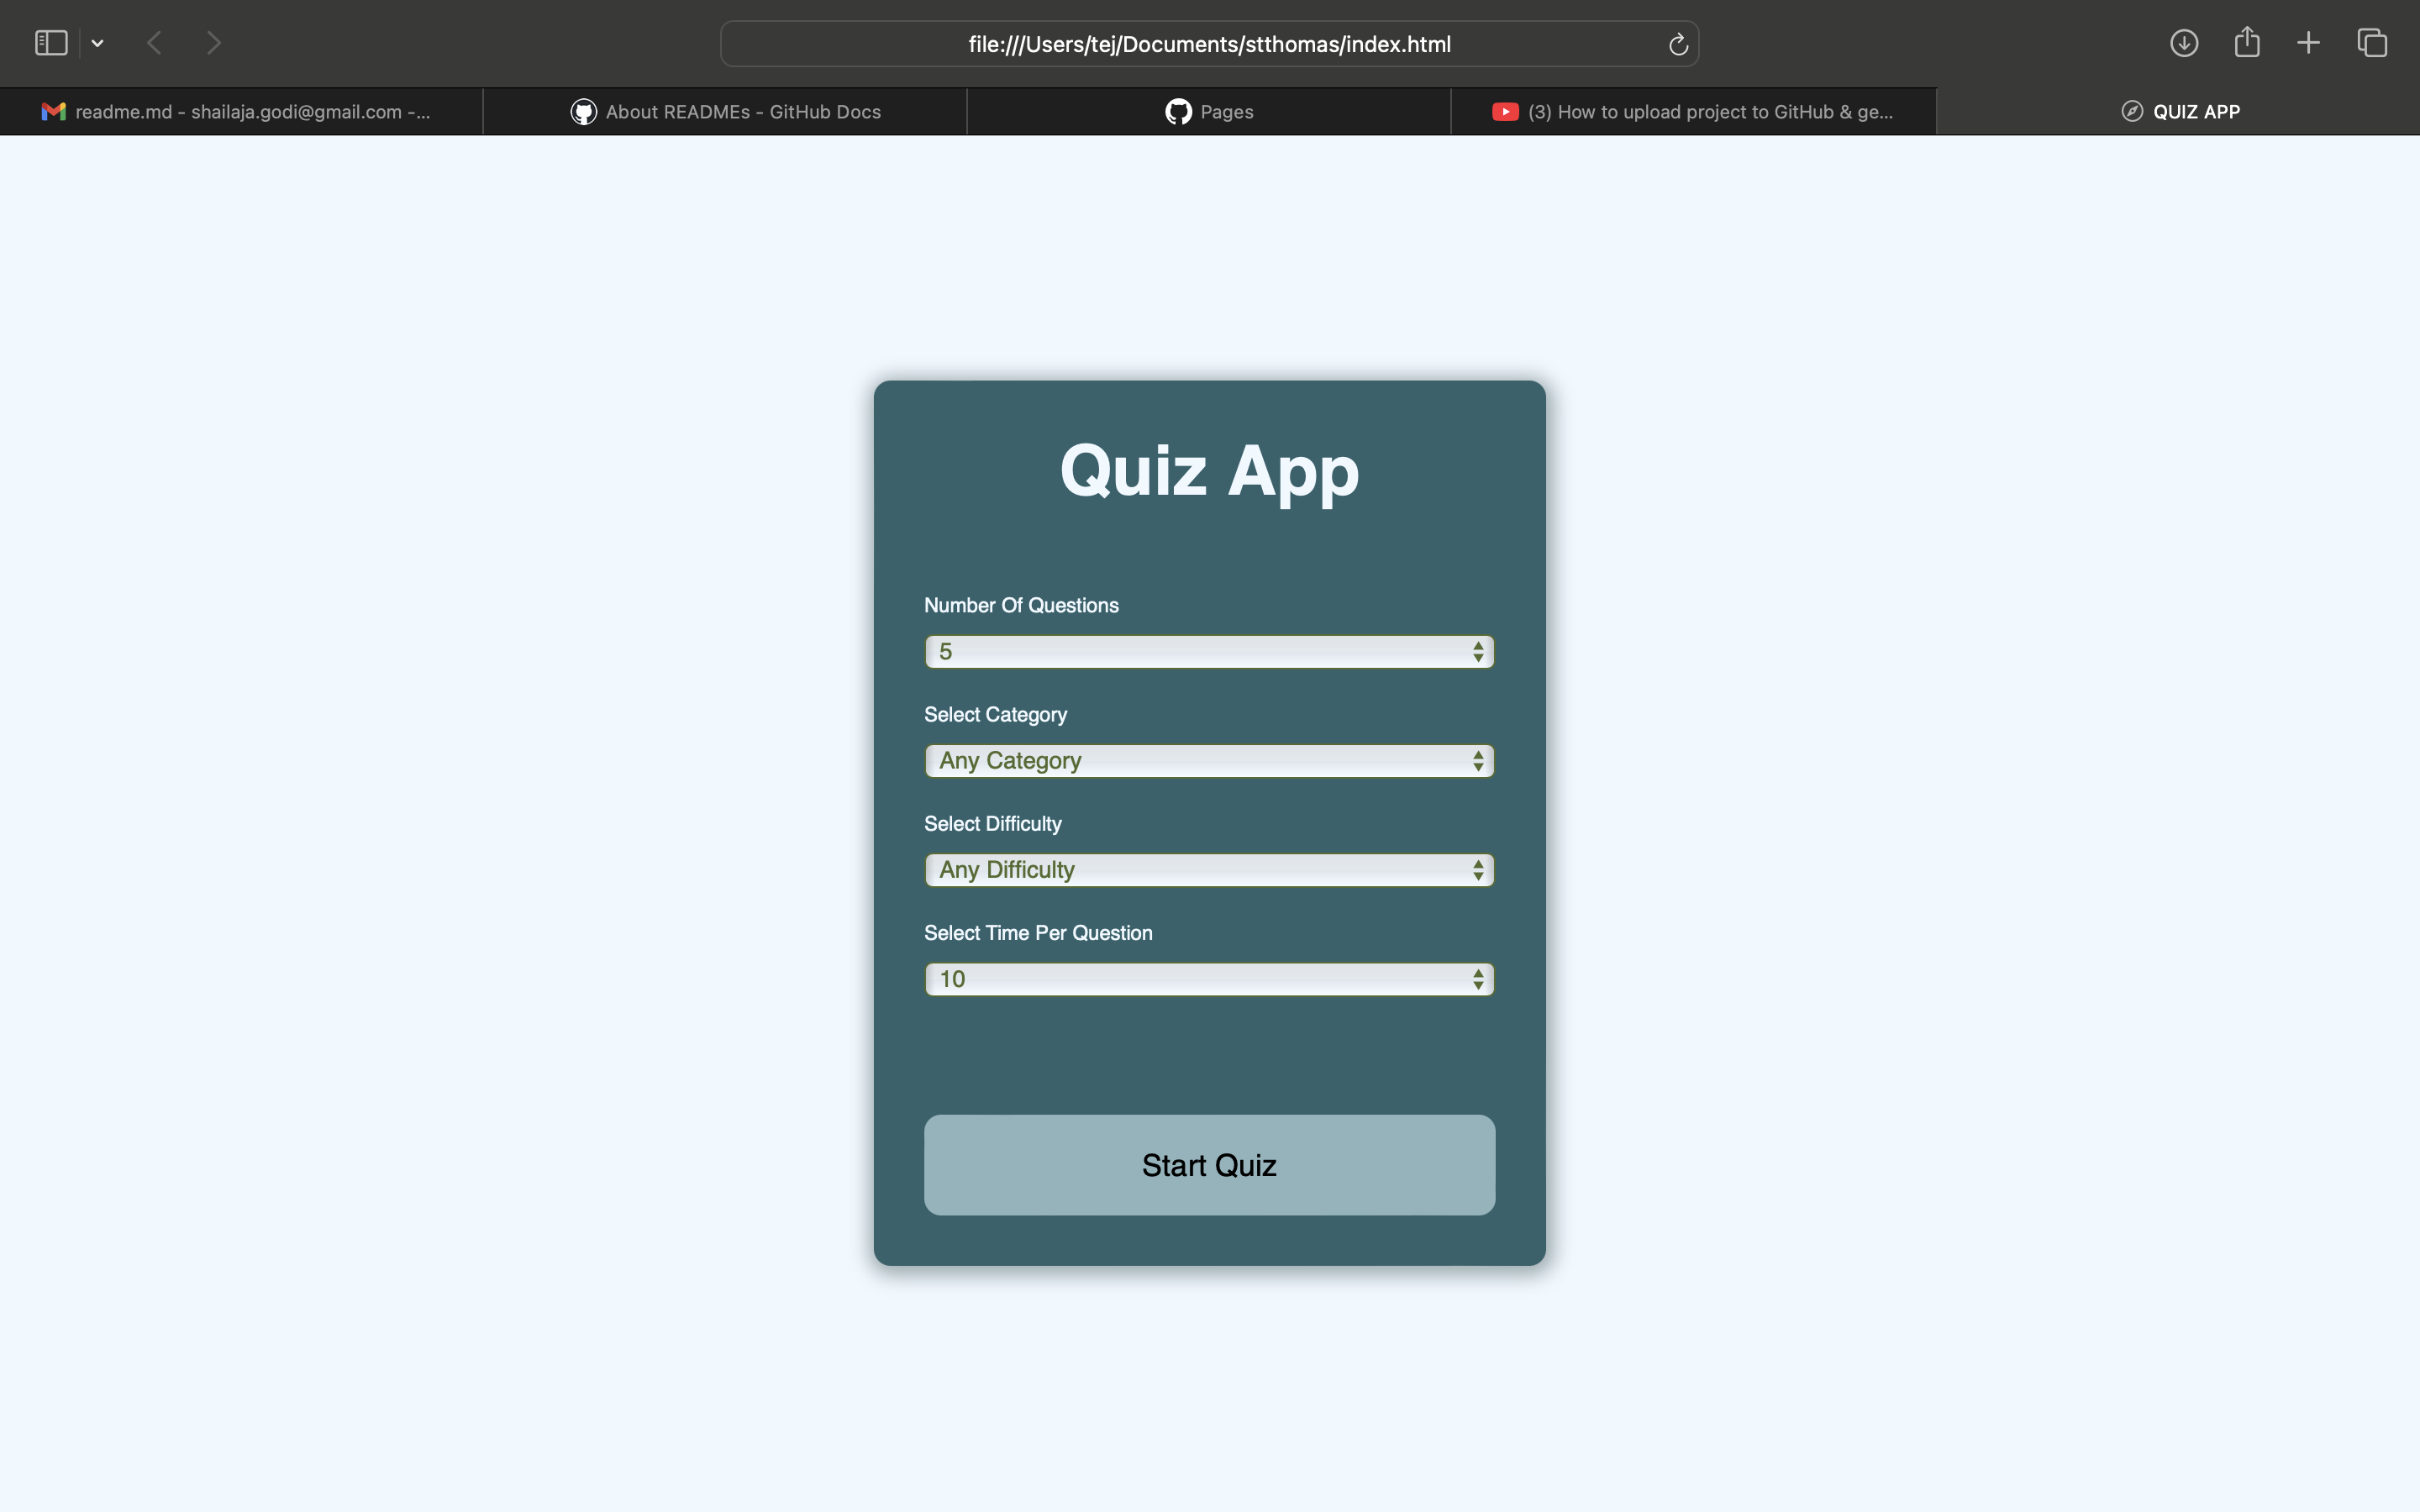 file:///Users/tej/Documents/stthomas/index.html
readme.md - shailaja.godi@gmail.com -...
About READMEs - GitHub Docs
Pages
(3) How to upload project to GitHub & ge...
QUIZ APP
Quiz App
Number Of Questions
5
Select Category
Any Category
Select Difficulty
Any Difficulty
Select Time Per Question
10
Start Quiz